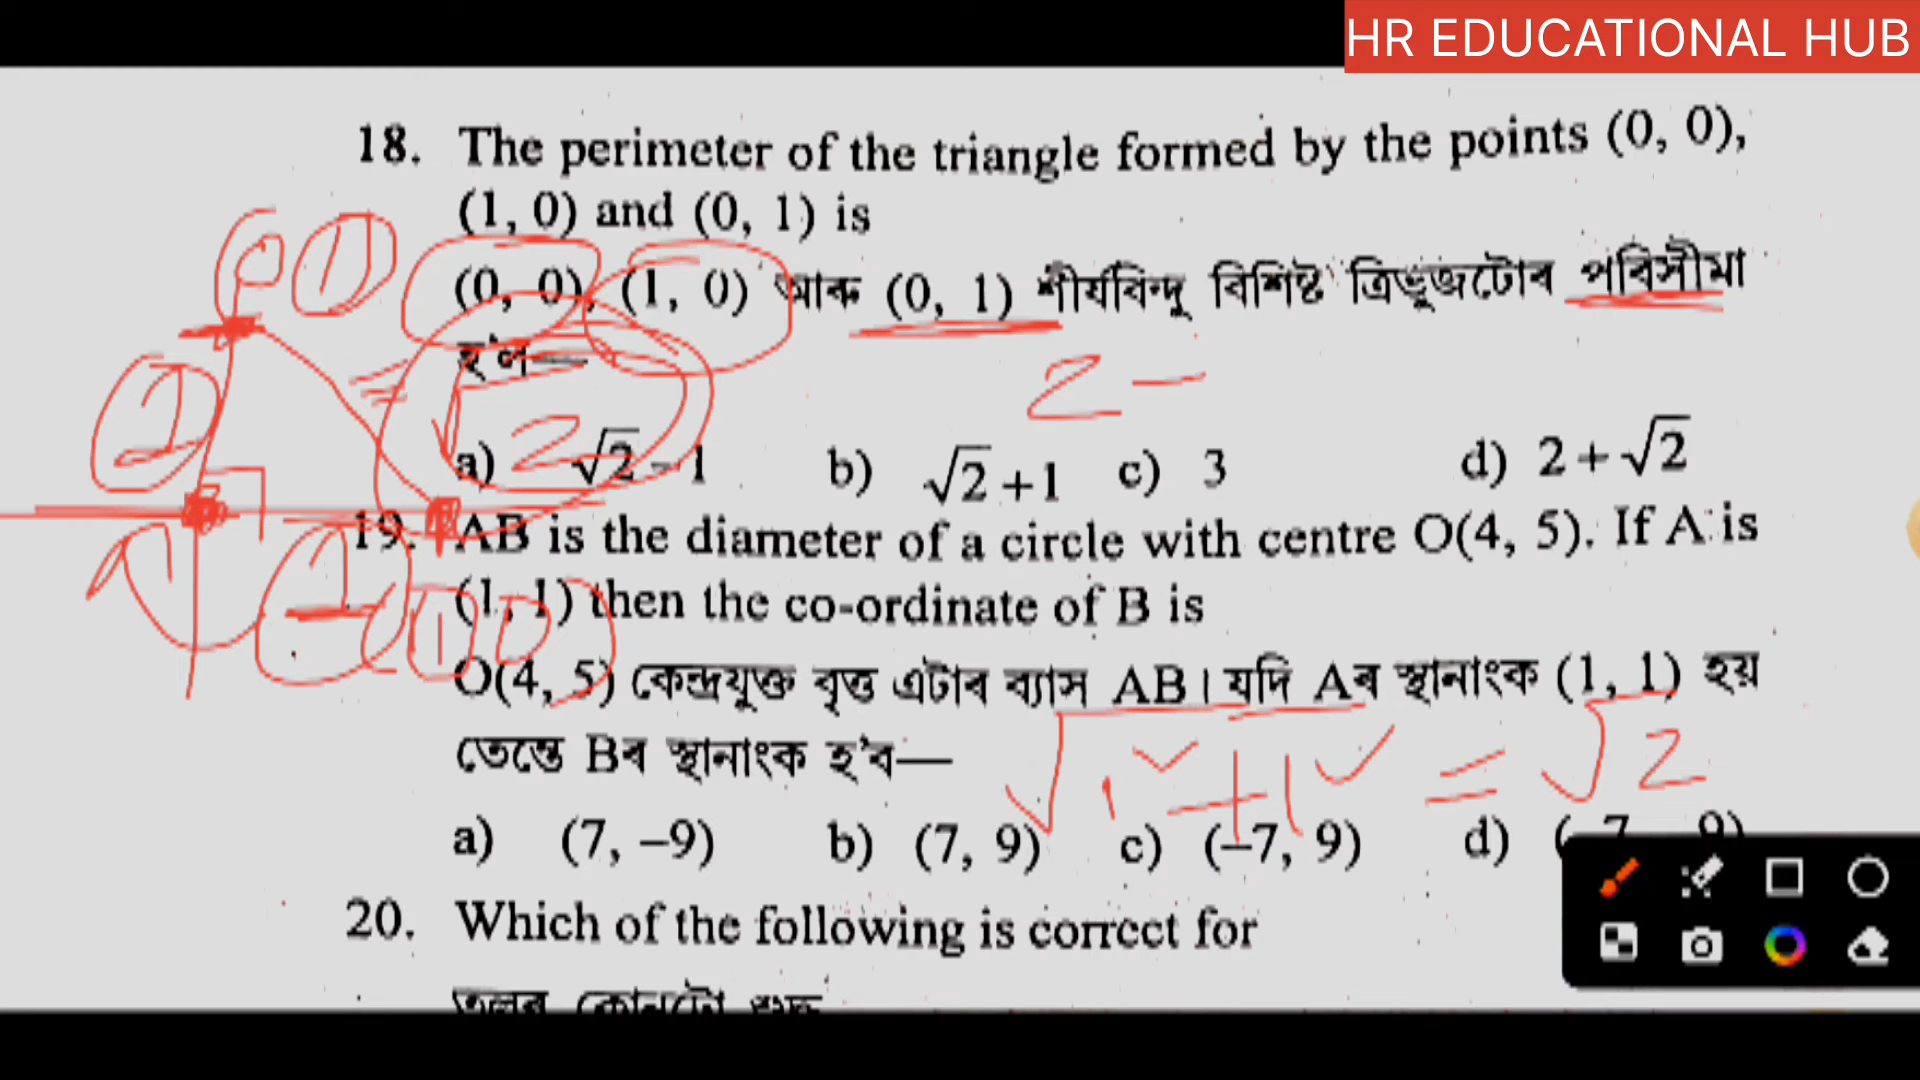 HR EDUCATIONAL HUB
18. The perimeter of the triangle formed by the points (0, 0),
(1, 0) and (0, 1) is
(0, 0), (1, 0) আৰু (0, 1) শীৰ্ষবিন্দু বিশিষ্ট ত্ৰিভূজটোৰ পৰিসীমা
হ'ল—
2 –
a) √2 – 1 b) √2 + 1 c) 3 d) 2 + √2
19. AB is the diameter of a circle with centre O(4, 5). If A is
(1, 1) then the co-ordinate of B is
O(4, 5) কেন্দ্ৰযুক্ত বৃত্ত এটাৰ ব্যাস AB। যদি Aৰ স্থানাংক (1, 1) হয়
তেন্তে Bৰ স্থানাংক হ'ব—
= √2
a) (7, –9) b) (7, 9) c) (–7, 9) d)
20. Which of the following is correct for
তলৰ কোনটো শুদ্ধ